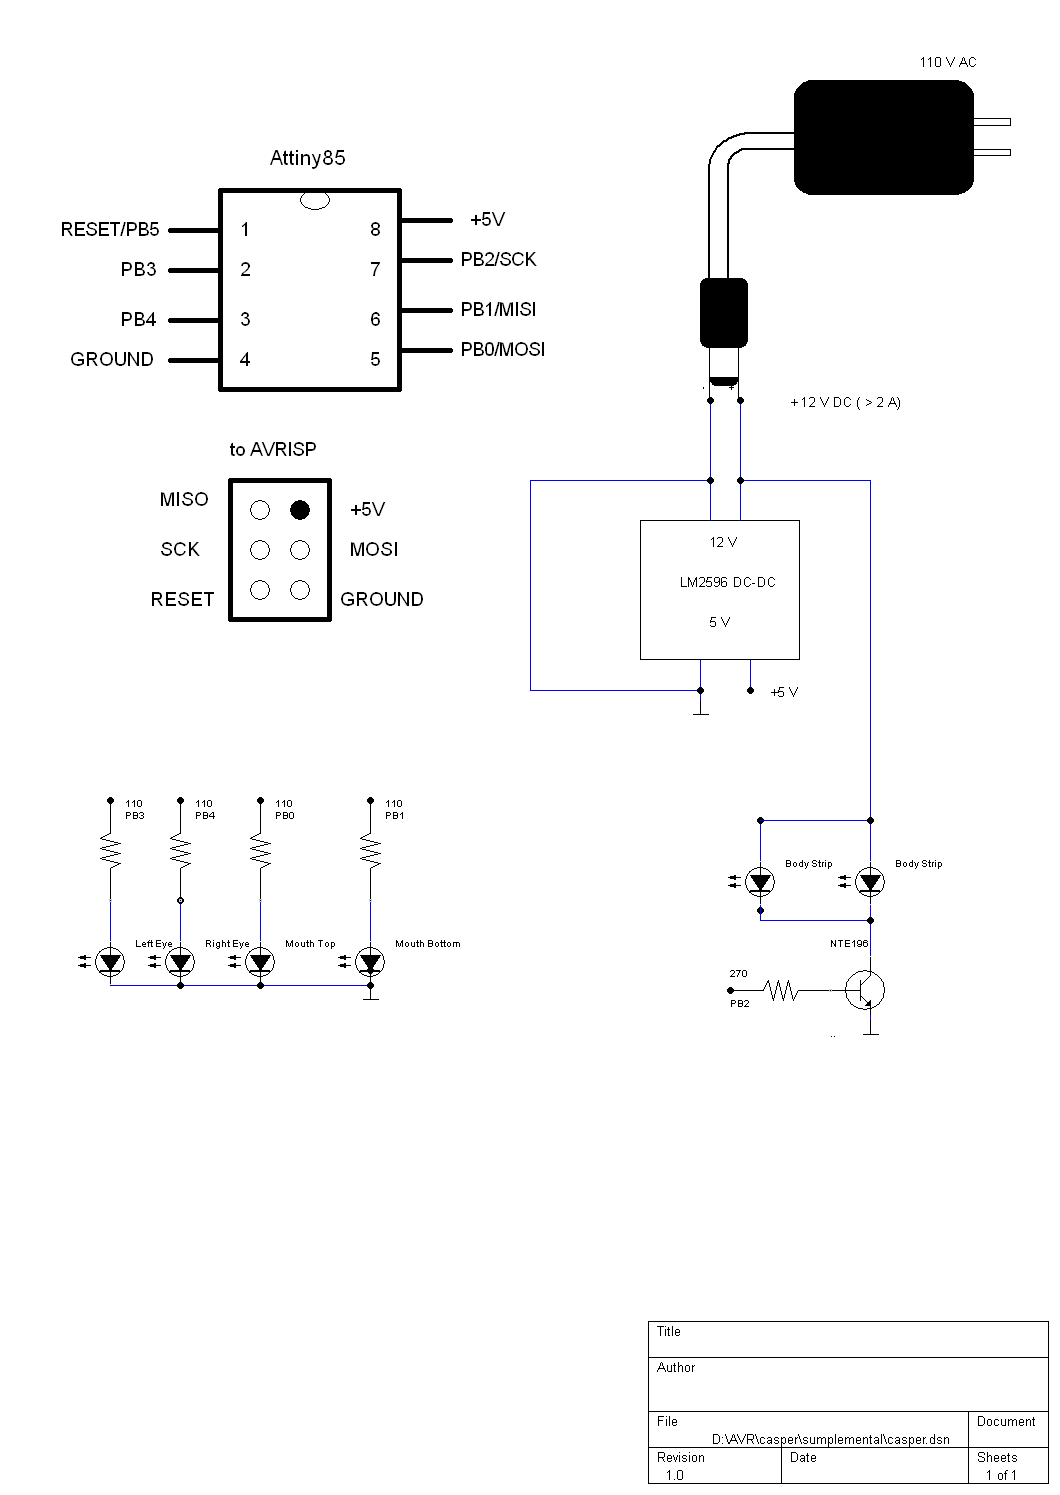 110 V AC
Attiny85
RESET/PB5
1
8
+5V
PB3
2
7
PB2/SCK
PB4
3
6
PB1/MISI
GROUND
4
5
PB0/MOSI
- +
+12 V DC ( > 2 A)
to AVRISP
MISO
+5V
SCK
MOSI
RESET
GROUND
12 V
LM2596 DC-DC
5 V
+5 V
110
PB3
110
PB4
110
PB0
110
PB1
Left Eye
Right Eye
Mouth Top
Mouth Bottom
Body Strip
Body Strip
NTE196
270
PB2
Title
Author
File
D:\AVR\casper\sumplemental\casper.dsn
Document
Revision
1.0
Date
Sheets
1 of 1